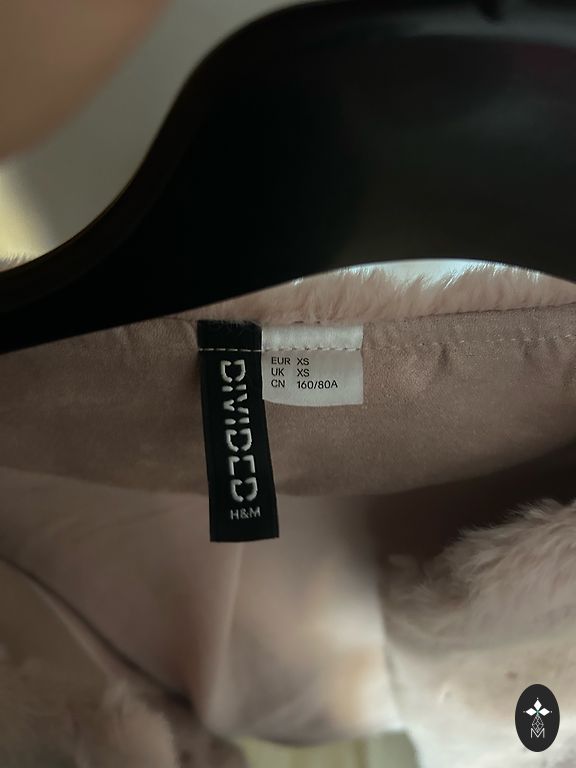 DIVIDED
H&M
EUR XS
UK XS
CN 160/80A
M